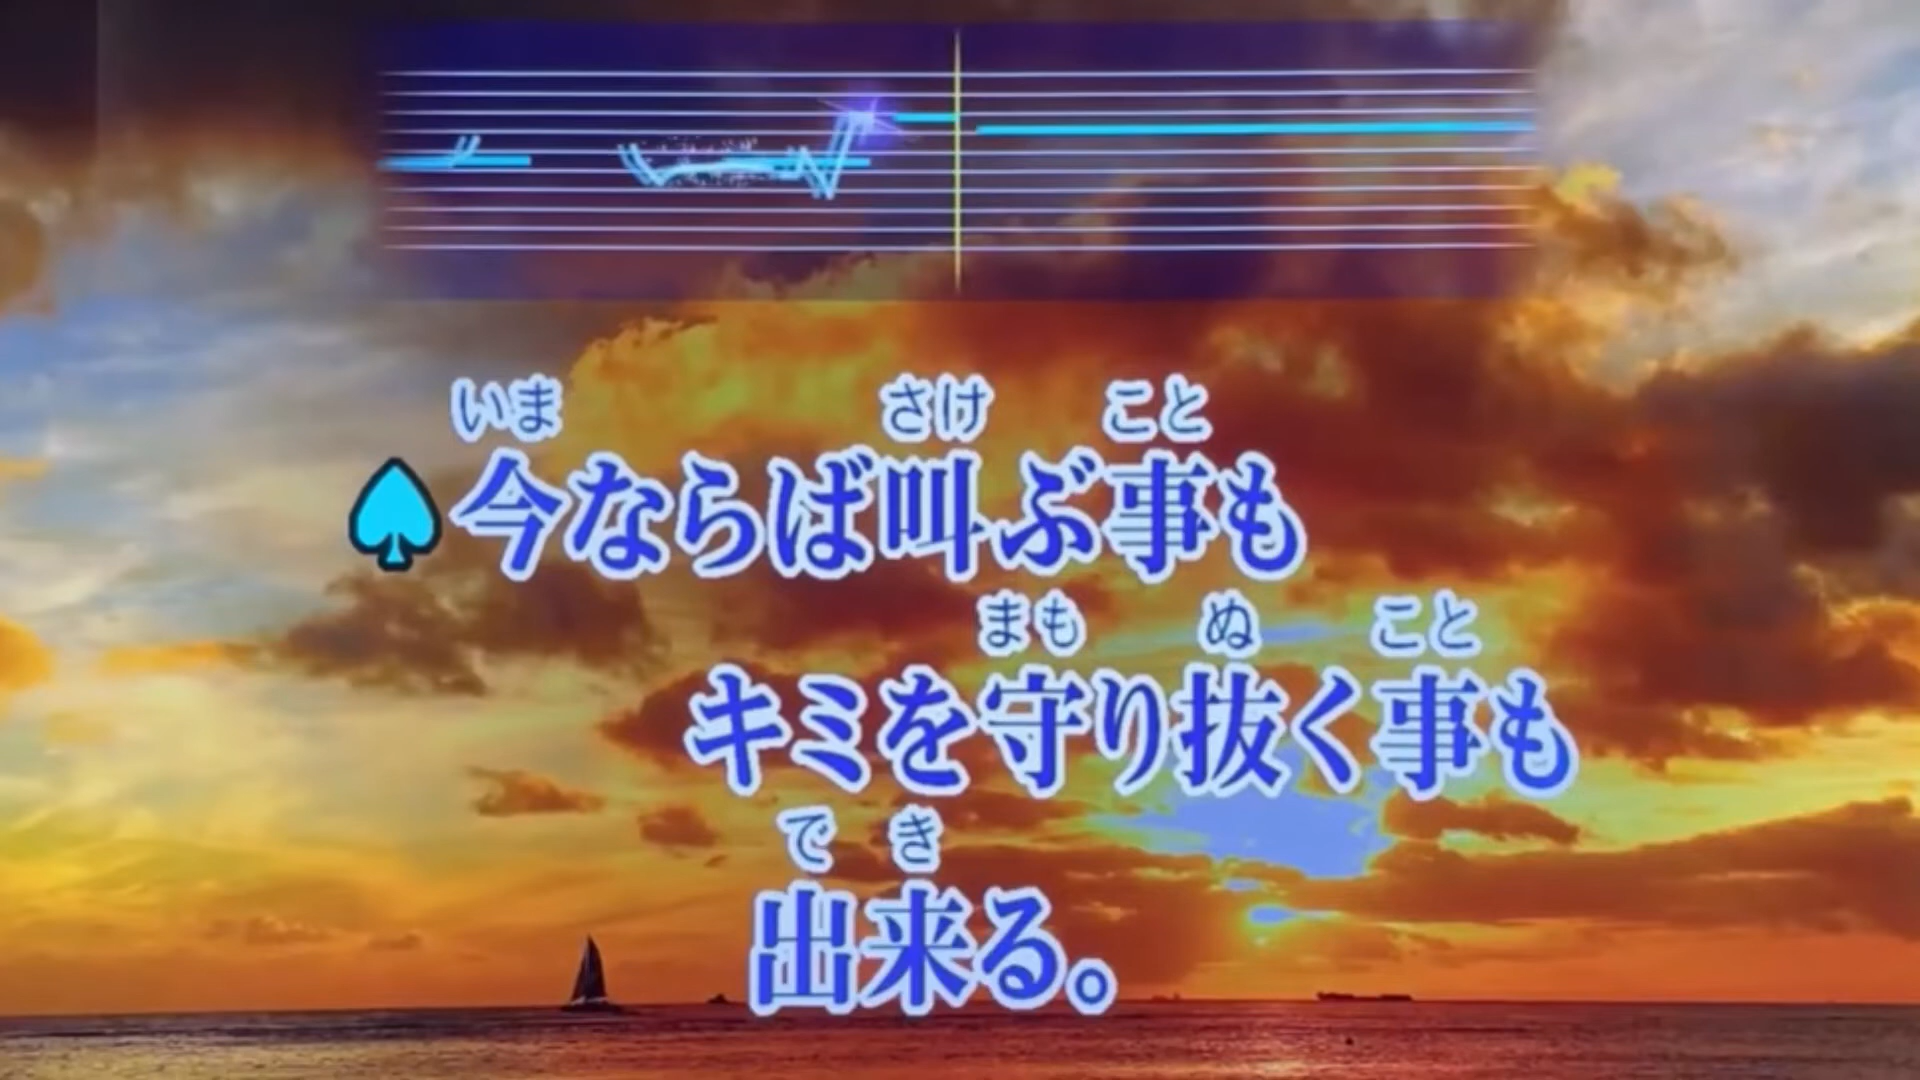 いま さけ こと
♠今ならば叫ぶ事も
まも ぬ こと
キミを守り抜く事も
で き
出来る。